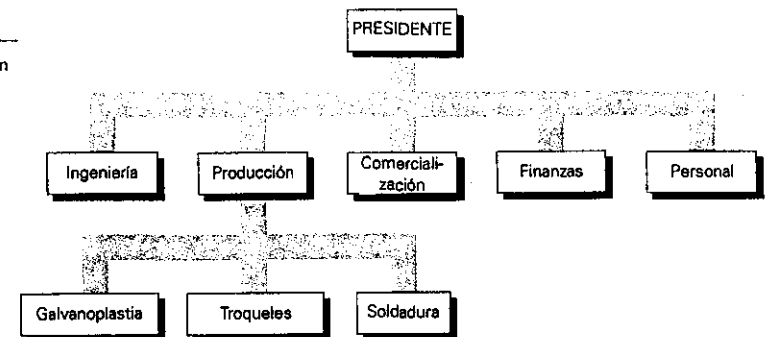 PRESIDENTE
m
Ingeniería
Producción
Comerciali-
zación
Finanzas
Personal
Galvanoplastia
Troqueles
Soldadura